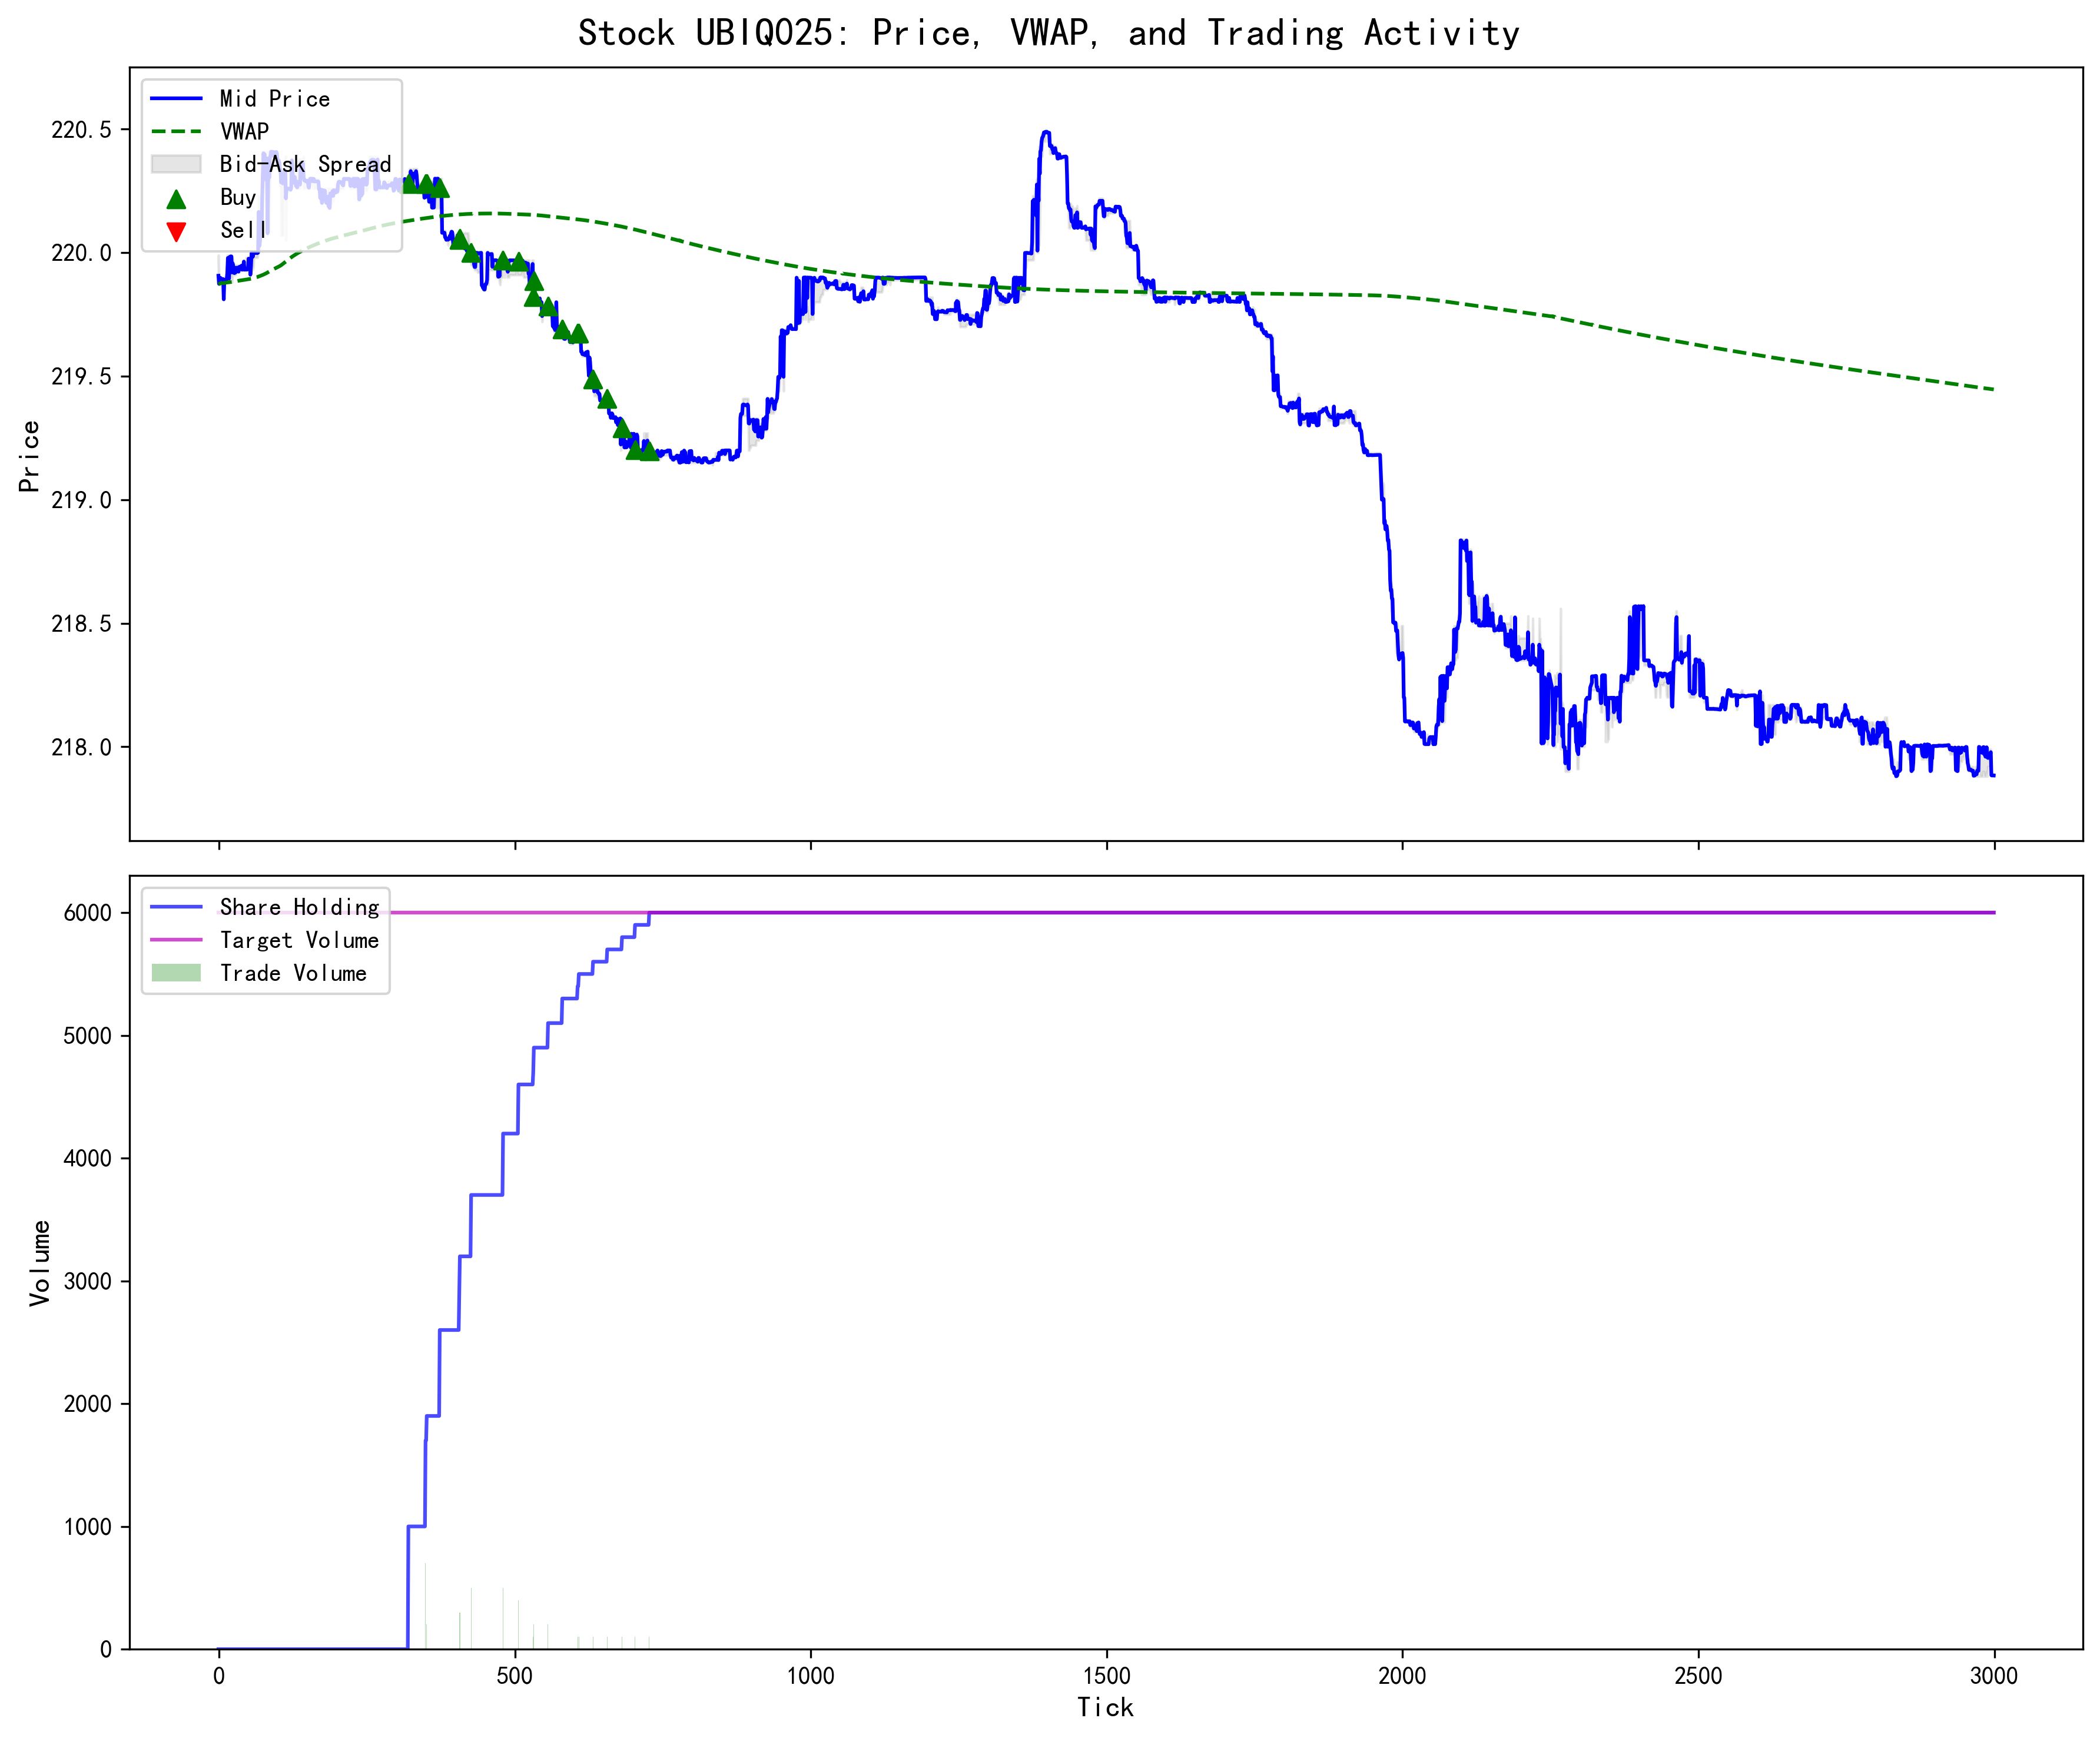 Stock UBIQ025: Price, VWAP, and Trading Activity
Mid Price
VWAP
Bid-Ask Spread
Buy
Sell
220.5
220.0
219.5
219.0
218.5
218.0
Price
Share Holding
Target Volume
Trade Volume
6000
5000
4000
3000
2000
1000
0
Volume
0 500 1000 1500 2000 2500 3000
Tick